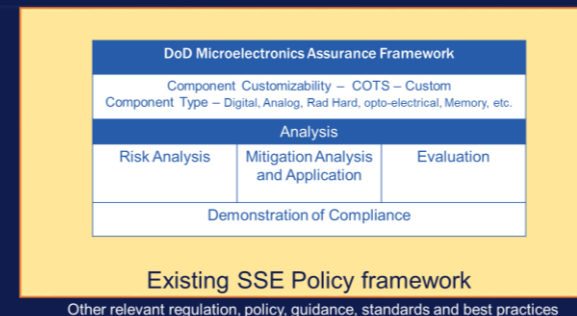 DoD Microelectronics Assurance Framework
Component Customizability – COTS – Custom
Component Type – Digital, Analog, Rad Hard, opto-electrical, Memory, etc.
Analysis
Risk Analysis
Mitigation Analysis
and Application
Evaluation
Demonstration of Compliance
Existing SSE Policy framework
Other relevant regulation, policy, guidance, standards and best practices